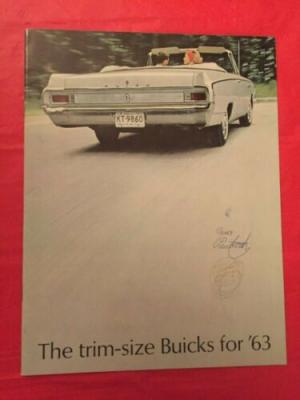 KT·9860
The trim-size Buicks for '63